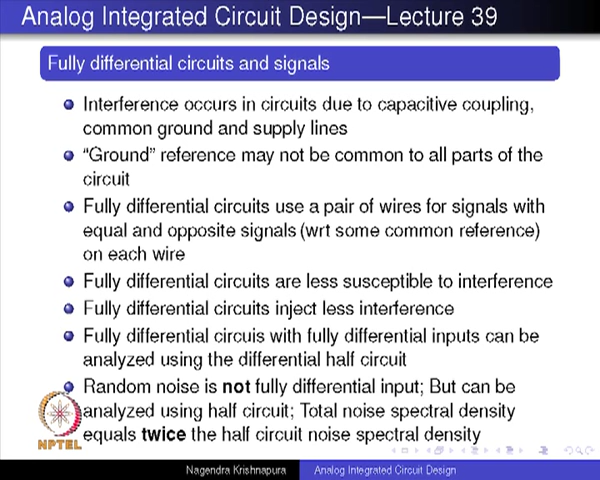 Analog Integrated Circuit Design—Lecture 39
Fully differential circuits and signals
Interference occurs in circuits due to capacitive coupling,
common ground and supply lines
“Ground” reference may not be common to all parts of the
circuit
Fully differential circuits use a pair of wires for signals with
equal and opposite signals (wrt some common reference)
on each wire
Fully differential circuits are less susceptible to interference
Fully differential circuits inject less interference
Fully differential circuis with fully differential inputs can be
analyzed using the differential half circuit
Random noise is not fully differential input; But can be
analyzed using half circuit; Total noise spectral density
equals twice the half circuit noise spectral density
NPTEL
Nagendra Krishnapura Analog Integrated Circuit Design